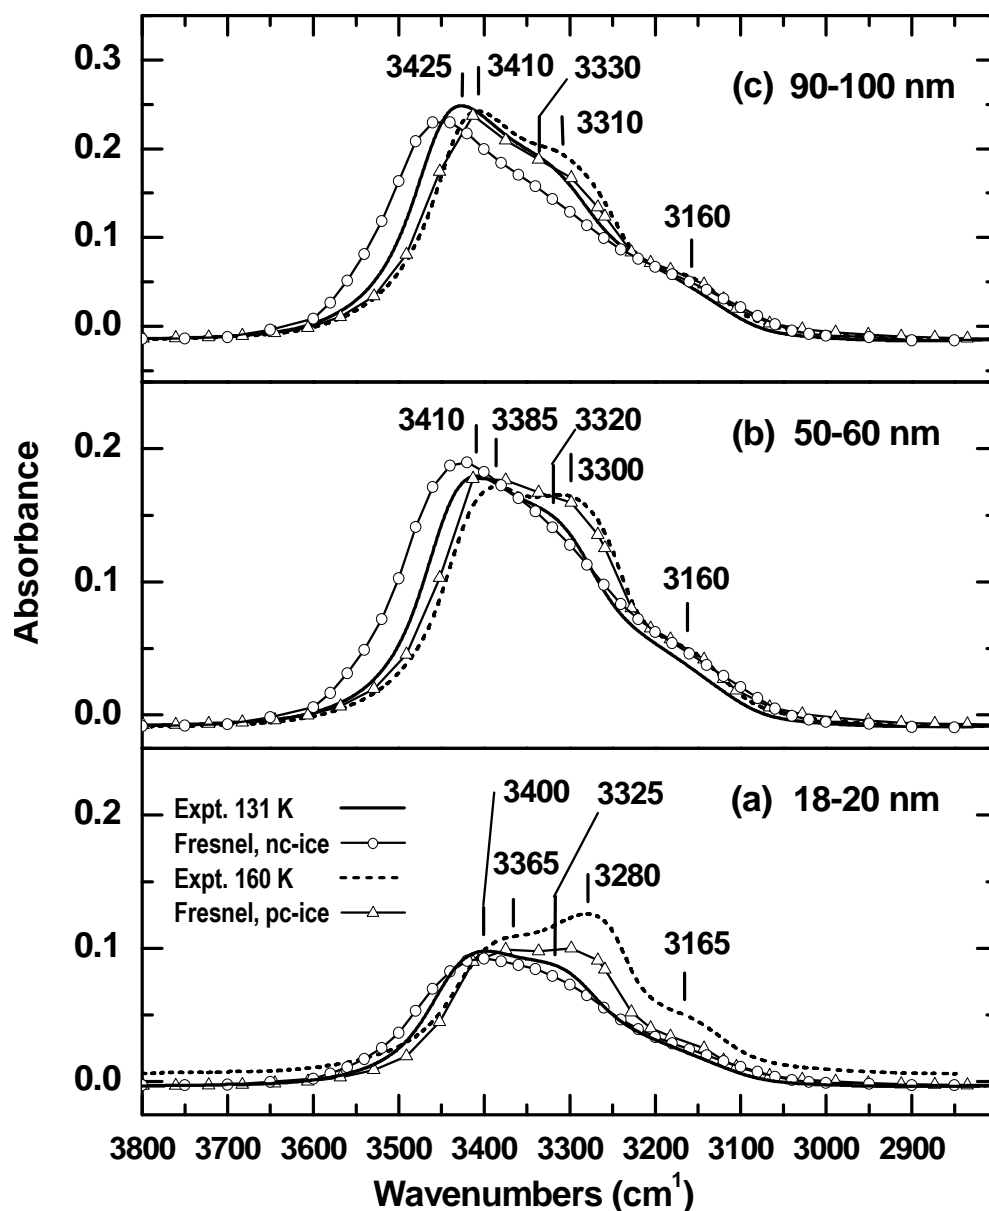 0.3
3425
3410
3330
(c) 90-100 nm
3310
0.2
3160
0.1
0.0
3410
3385
3320
(b) 50-60 nm
0.2
3300
3160
0.1
0.0
Absorbance
(a) 18-20 nm
0.2
3400
3325
Expt. 131 K
Fresnel, nc-ice
3365
3280
Expt. 160 K
Fresnel, pc-ice
3165
0.1
0.0
3800 3700 3600 3500 3400 3300 3200 3100 3000 2900
Wavenumbers (cm¹)